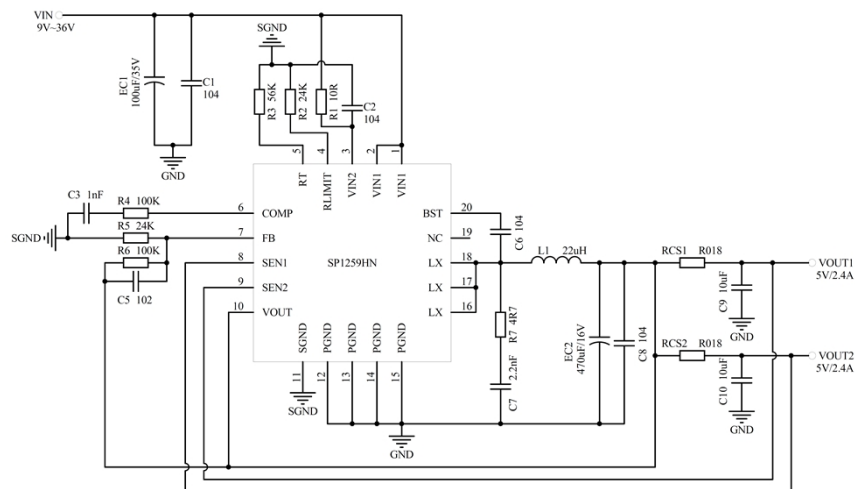 VIN
9V~36V
EC1
100uF/35V
C1
104
GND
SGND
R3 56K
R2 24K
R1 10R
C2
104
5
4
3
2
1
RT
RLIMIT
VIN2
VIN1
VIN1
C3 1nF
R4 100K
6
COMP
SGND
R5 24K
7
FB
R6 100K
8
SEN1
C5 102
9
SEN2
10
VOUT
SP1259HN
BST
20
NC
19
LX
18
LX
17
LX
16
SGND
PGND
PGND
PGND
PGND
11
12
13
14
15
SGND
GND
C6 104
L1 22uH
R7 4R7
2.2nF
C7
EC2
470uF/16V
C8 104
RCS1 R018
VOUT1
5V/2.4A
C9 10uF
GND
RCS2 R018
VOUT2
5V/2.4A
C10 10uF
GND